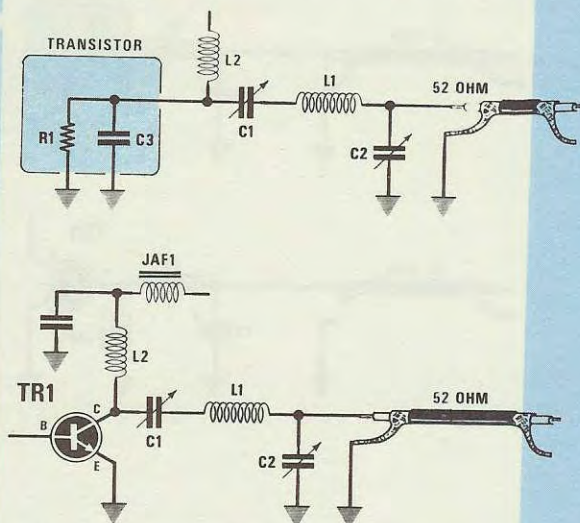 TRANSISTOR
L2
L1
52 OHM
R1
C3
C1
C2
JAF1
L2
TR1
C
B
E
C1
L1
52 OHM
C2